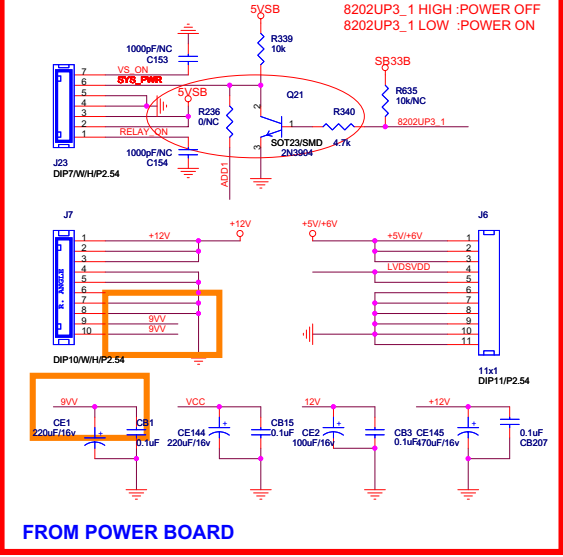 8202UP3_1 HIGH :POWER OFF
8202UP3_1 LOW :POWER ON
5VSB
R339
10k
1000pF/NC
C153
SB33B
7
VS_ON
6
SYS_PWR
5
4
3
2
1
RELAY_ON
5VSB
R236
0/NC
Q21
2
1
3
R340
4.7k
R635
10k/NC
8202UP3_1
SOT23/SMD
2N3904
J23
DIP7/W/H/P2.54
1000pF/NC
C154
ADD1
J7
+12V
+12V
1
2
3
4
5
6
7
8
9
10
9VV
9VV
R. ANGLE
DIP10/W/H/P2.54
+5V/+6V
+5V/+6V
J6
LVDSVDD
1
2
3
4
5
6
7
8
9
10
11
11x1
DIP11/P2.54
9VV
CE1
220uF/16v
+
CB1
0.1uF
VCC
CE144
220uF/16v
+
CB15
0.1uF
12V
CE2
100uF/16v
+
CB3
0.1uF
+12V
CE145
470uF/16v
+
0.1uF
CB207
FROM POWER BOARD